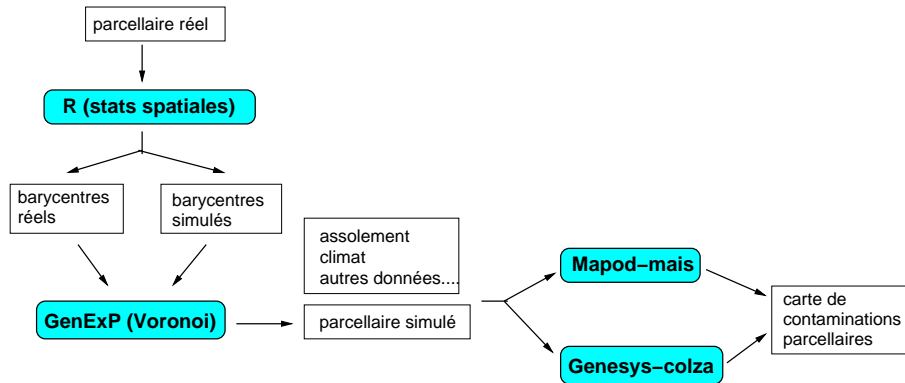 parcellaire réel
R (stats spatiales)
barycentres
réels
barycentres
simulés
assolement
climat
autres données....
GenExP (Voronoi)
parcellaire simulé
Mapod−mais
Genesys−colza
carte de
contaminations
parcellaires